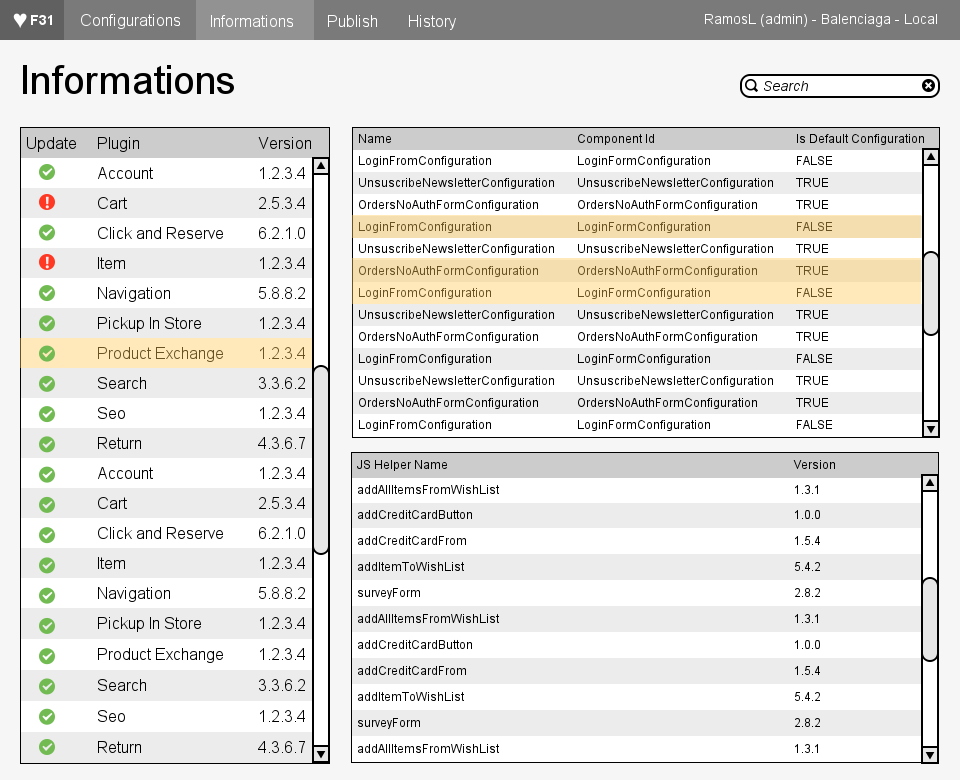 ♥ F31 Configurations Informations Publish History RamosL (admin) - Balenciaga - Local
Informations
Search
Update Plugin Version
Account 1.2.3.4
Cart 2.5.3.4
Click and Reserve 6.2.1.0
Item 1.2.3.4
Navigation 5.8.8.2
Pickup In Store 1.2.3.4
Product Exchange 1.2.3.4
Search 3.3.6.2
Seo 1.2.3.4
Return 4.3.6.7
Account 1.2.3.4
Cart 2.5.3.4
Click and Reserve 6.2.1.0
Item 1.2.3.4
Navigation 5.8.8.2
Pickup In Store 1.2.3.4
Product Exchange 1.2.3.4
Search 3.3.6.2
Seo 1.2.3.4
Return 4.3.6.7
Name Component Id Is Default Configuration
LoginFromConfiguration LoginFormConfiguration FALSE
UnsuscribeNewsletterConfiguration UnsuscribeNewsletterConfiguration TRUE
OrdersNoAuthFormConfiguration OrdersNoAuthFormConfiguration TRUE
LoginFromConfiguration LoginFormConfiguration FALSE
UnsuscribeNewsletterConfiguration UnsuscribeNewsletterConfiguration TRUE
OrdersNoAuthFormConfiguration OrdersNoAuthFormConfiguration TRUE
LoginFromConfiguration LoginFormConfiguration FALSE
UnsuscribeNewsletterConfiguration UnsuscribeNewsletterConfiguration TRUE
OrdersNoAuthFormConfiguration OrdersNoAuthFormConfiguration TRUE
LoginFromConfiguration LoginFormConfiguration FALSE
UnsuscribeNewsletterConfiguration UnsuscribeNewsletterConfiguration TRUE
OrdersNoAuthFormConfiguration OrdersNoAuthFormConfiguration TRUE
LoginFromConfiguration LoginFormConfiguration FALSE
JS Helper Name Version
addAllItemsFromWishList 1.3.1
addCreditCardButton 1.0.0
addCreditCardFrom 1.5.4
addItemToWishList 5.4.2
surveyForm 2.8.2
addAllItemsFromWishList 1.3.1
addCreditCardButton 1.0.0
addCreditCardFrom 1.5.4
addItemToWishList 5.4.2
surveyForm 2.8.2
addAllItemsFromWishList 1.3.1